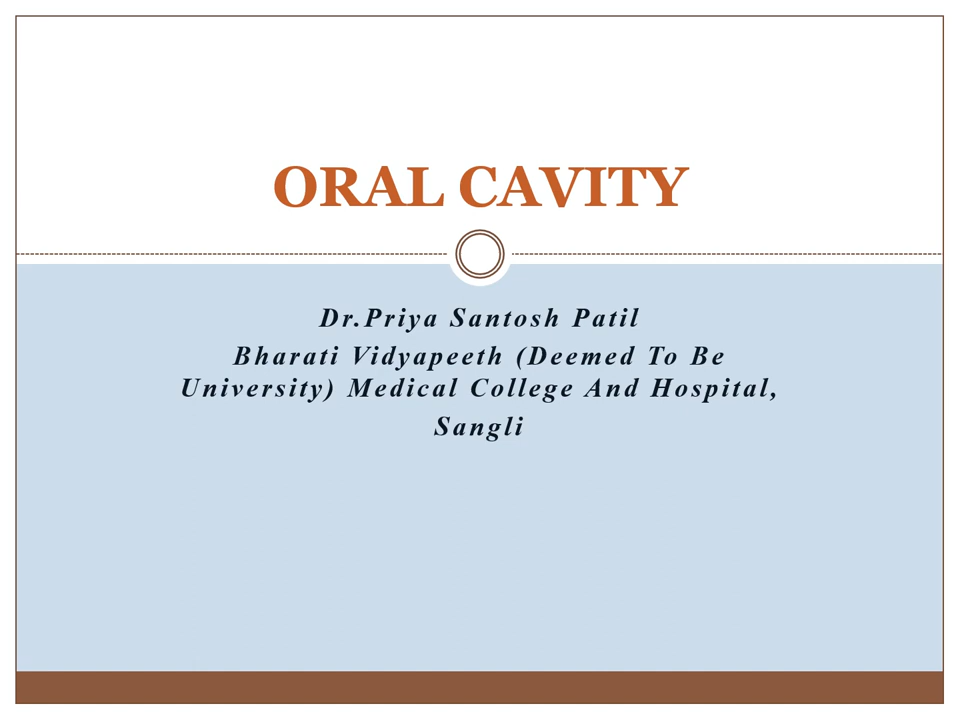 ORAL CAVITY
Dr.Priya Santosh Patil
Bharati Vidyapeeth (Deemed To Be
University) Medical College And Hospital,
Sangli